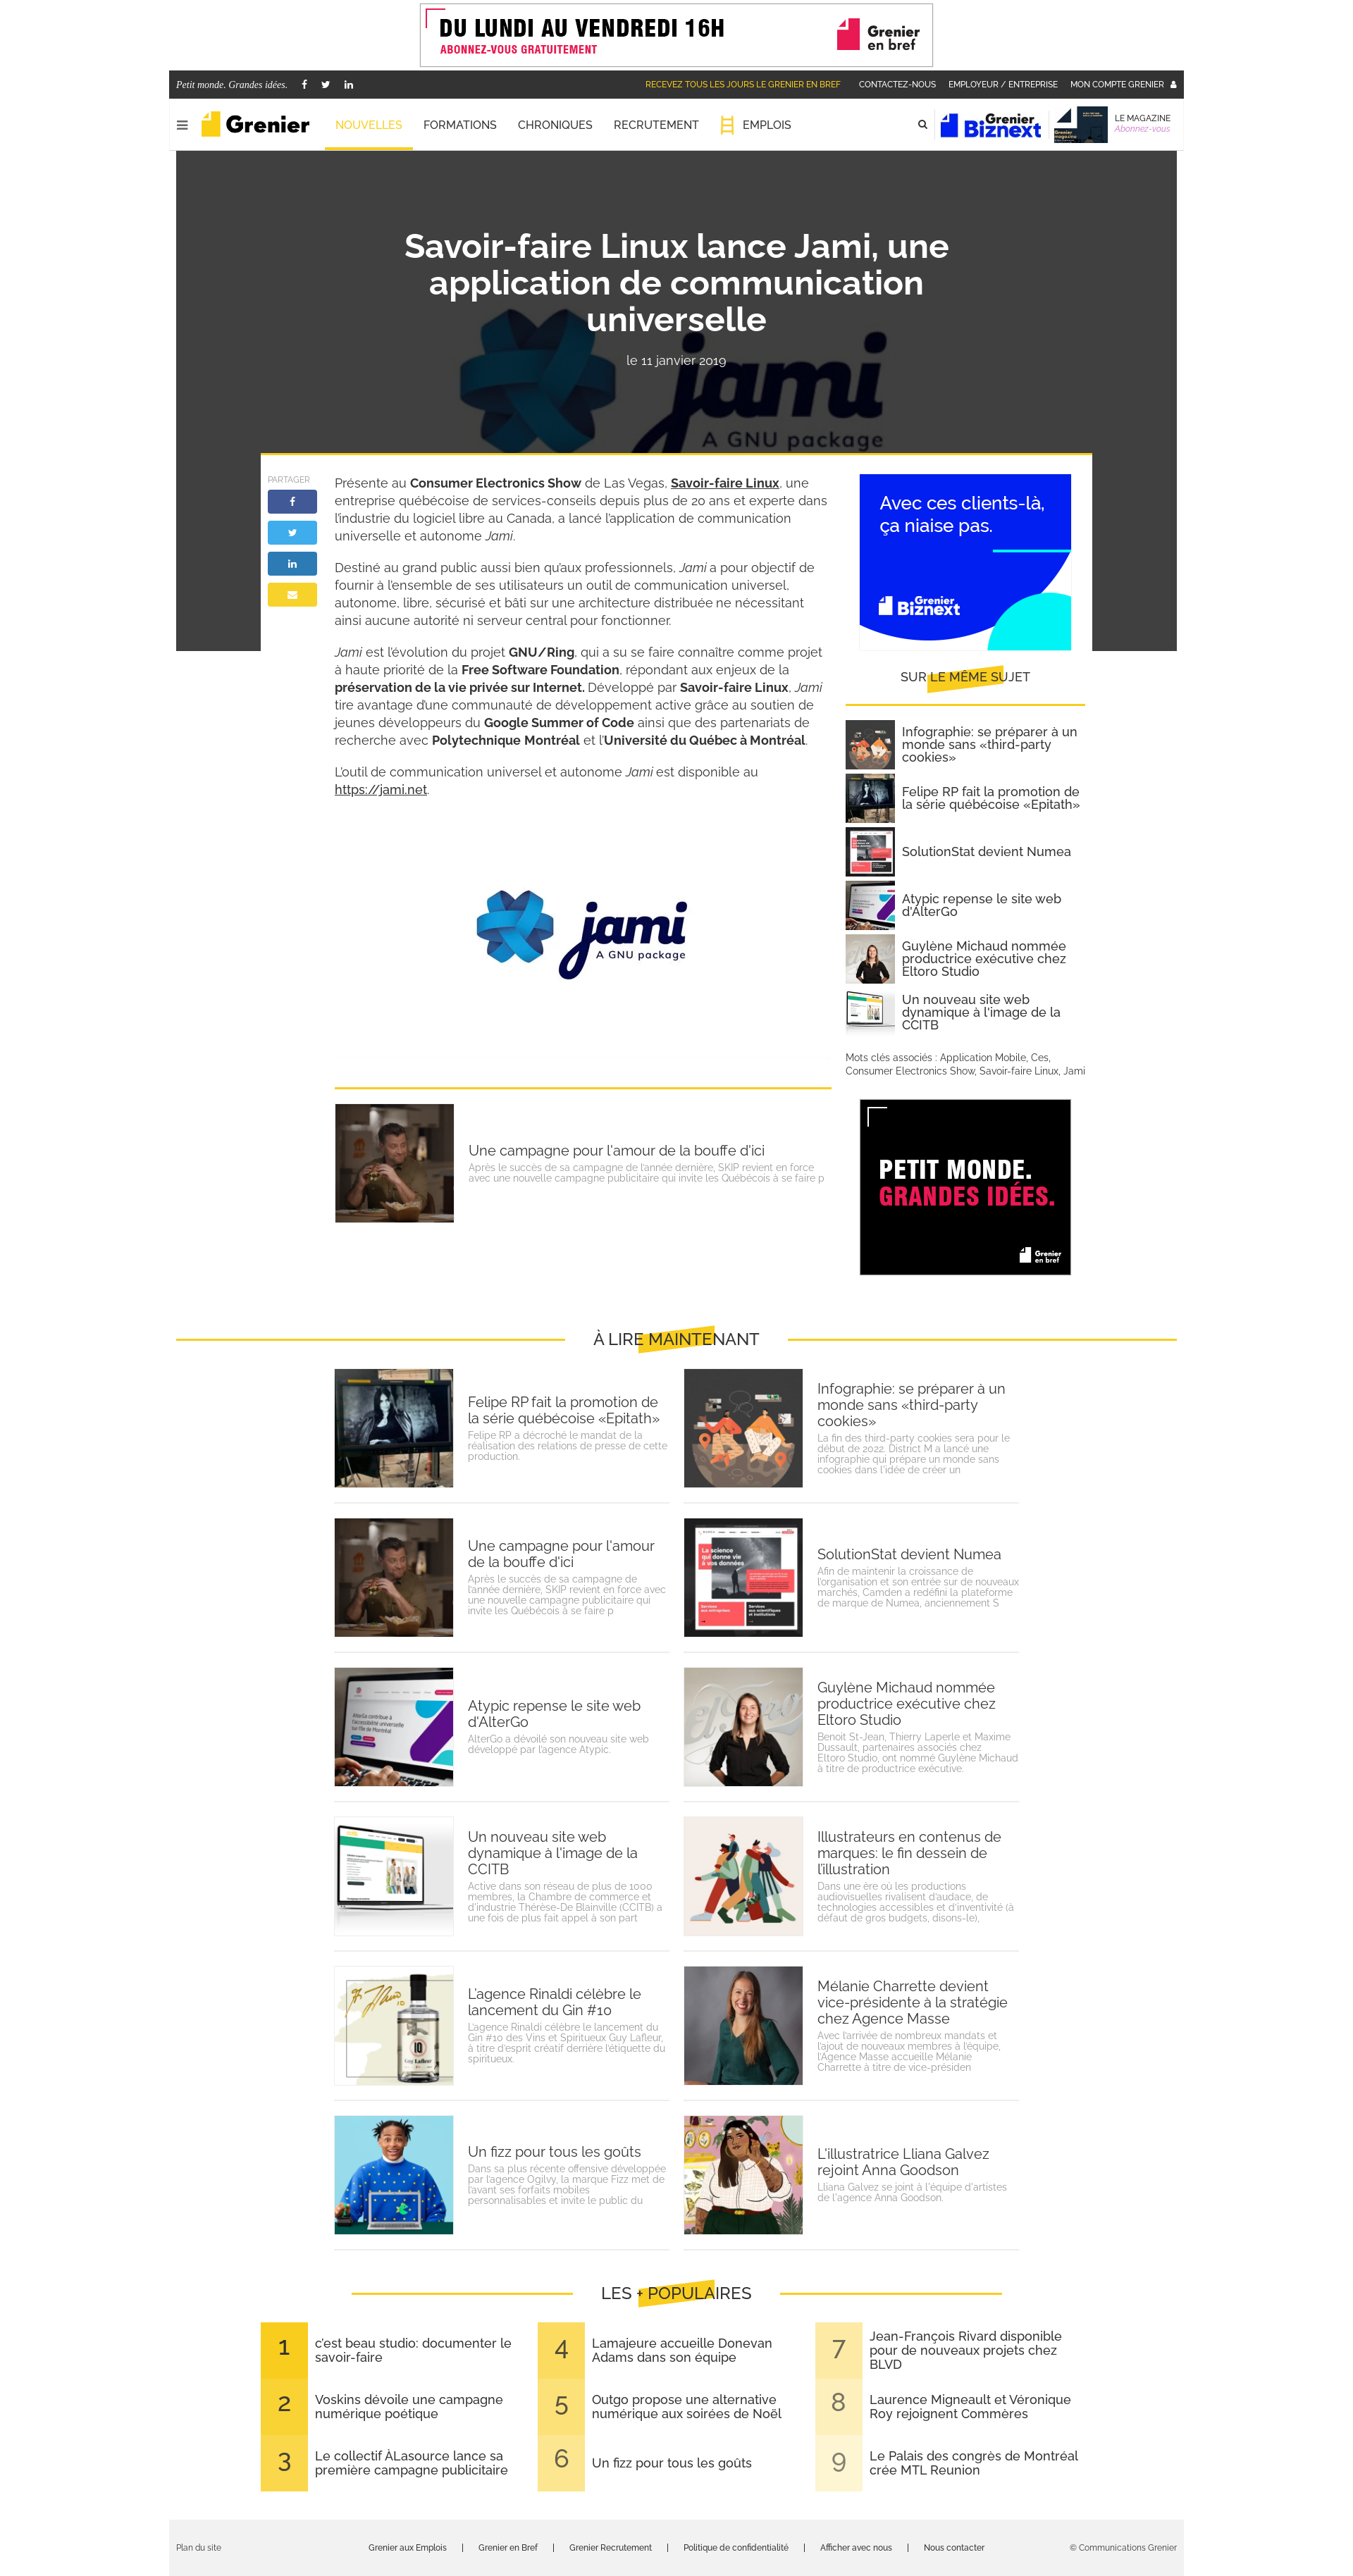 DU LUNDI AU VENDREDI 16H
ABONNEZ-VOUS GRATUITEMENT
Grenier
en bref
Petit monde. Grandes idées.
RECEVEZ TOUS LES JOURS LE GRENIER EN BREF
CONTACTEZ-NOUS
EMPLOYEUR / ENTREPRISE
MON COMPTE GRENIER
Grenier
NOUVELLES
FORMATIONS
CHRONIQUES
RECRUTEMENT
EMPLOIS
Grenier
Biznext
LE MAGAZINE
Abonnez-vous
Savoir-faire Linux lance Jami, une
application de communication
universelle
le 11 janvier 2019
jami
A GNU package
PARTAGER
Présente au Consumer Electronics Show de Las Vegas, Savoir-faire Linux, une
entreprise québécoise de services-conseils depuis plus de 20 ans et experte dans
l'industrie du logiciel libre au Canada, a lancé l'application de communication
universelle et autonome Jami.
Destiné au grand public aussi bien qu'aux professionnels, Jami a pour objectif de
fournir à l'ensemble de ses utilisateurs un outil de communication universel,
autonome, libre, sécurisé et bâti sur une architecture distribuée ne nécessitant
ainsi aucune autorité ni serveur central pour fonctionner.
Jami est l'évolution du projet GNU/Ring, qui a su se faire connaître comme projet
à haute priorité de la Free Software Foundation, répondant aux enjeux de la
préservation de la vie privée sur Internet. Développé par Savoir-faire Linux, Jami
tire avantage d'une communauté de développement active grâce au soutien de
jeunes développeurs du Google Summer of Code ainsi que des partenariats de
recherche avec Polytechnique Montréal et l'Université du Québec à Montréal.
L'outil de communication universel et autonome Jami est disponible au
https://jami.net.
jami
A GNU package
Une campagne pour l'amour de la bouffe d'ici
Après le succès de sa campagne de l'année dernière, SKIP revient en force
avec une nouvelle campagne publicitaire qui invite les Québécois à se faire p
Avec ces clients-là,
ça niaise pas.
Grenier
Biznext
SUR LE MÊME SUJET
Infographie: se préparer à un
monde sans «third-party
cookies»
Felipe RP fait la promotion de
la série québécoise «Epitath»
SolutionStat devient Numea
Atypic repense le site web
d'AlterGo
Guylène Michaud nommée
productrice exécutive chez
Eltoro Studio
Un nouveau site web
dynamique à l'image de la
CCITB
Mots clés associés : Application Mobile, Ces,
Consumer Electronics Show, Savoir-faire Linux, Jami
PETIT MONDE.
GRANDES IDÉES.
Grenier
en bref
À LIRE MAINTENANT
Felipe RP fait la promotion de
la série québécoise «Epitath»
Felipe RP a décroché le mandat de la
réalisation des relations de presse de cette
production.
Infographie: se préparer à un
monde sans «third-party
cookies»
La fin des third-party cookies sera pour le
début de 2022. District M a lancé une
infographie qui prépare un monde sans
cookies dans l'idée de créer un
Une campagne pour l'amour
de la bouffe d'ici
Après le succès de sa campagne de
l'année dernière, SKIP revient en force avec
une nouvelle campagne publicitaire qui
invite les Québécois à se faire p
La science
qui donne vie
à vos données
SolutionStat devient Numea
Afin de maintenir la croissance de
l'organisation et son entrée sur de nouveaux
marchés, Camden a redéfini la plateforme
de marque de Numea, anciennement S
Atypic repense le site web
d'AlterGo
AlterGo a dévoilé son nouveau site web
développé par l'agence Atypic.
Guylène Michaud nommée
productrice exécutive chez
Eltoro Studio
Benoit St-Jean, Thierry Laperle et Maxime
Dussault, partenaires associés chez
Eltoro Studio, ont nommé Guylène Michaud
à titre de productrice exécutive.
Un nouveau site web
dynamique à l'image de la
CCITB
Active dans son réseau de plus de 1000
membres, la Chambre de commerce et
d'industrie Thérèse-De Blainville (CCITB) a
une fois de plus fait appel à son part
Illustrateurs en contenus de
marques: le fin dessein de
l'illustration
Dans une ère où les productions
audiovisuelles rivalisent d'audace, de
technologies accessibles et d'inventivité (à
défaut de gros budgets, disons-le),
L'agence Rinaldi célèbre le
lancement du Gin #10
L'agence Rinaldi célèbre le lancement du
Gin #10 des Vins et Spiritueux Guy Lafleur,
à titre d'esprit créatif derrière l'étiquette du
spiritueux.
Mélanie Charrette devient
vice-présidente à la stratégie
chez Agence Masse
Avec l'arrivée de nombreux mandats et
l'ajout de nouveaux membres à l'équipe,
l'Agence Masse accueille Mélanie
Charrette à titre de vice-présiden
Un fizz pour tous les goûts
Dans sa plus récente offensive développée
par l'agence Ogilvy, la marque Fizz met de
l'avant ses forfaits mobiles
personnalisables et invite le public du
L'illustratrice Lliana Galvez
rejoint Anna Goodson
Lliana Galvez se joint à l'équipe d'artistes
de l'agence Anna Goodson.
LES + POPULAIRES
1
c'est beau studio: documenter le
savoir-faire
2
Voskins dévoile une campagne
numérique poétique
3
Le collectif ÀLasource lance sa
première campagne publicitaire
4
Lamajeure accueille Donevan
Adams dans son équipe
5
Outgo propose une alternative
numérique aux soirées de Noël
6
Un fizz pour tous les goûts
7
Jean-François Rivard disponible
pour de nouveaux projets chez
BLVD
8
Laurence Migneault et Véronique
Roy rejoignent Commères
9
Le Palais des congrès de Montréal
crée MTL Reunion
Plan du site
Grenier aux Emplois | Grenier en Bref | Grenier Recrutement | Politique de confidentialité | Afficher avec nous | Nous contacter
© Communications Grenier